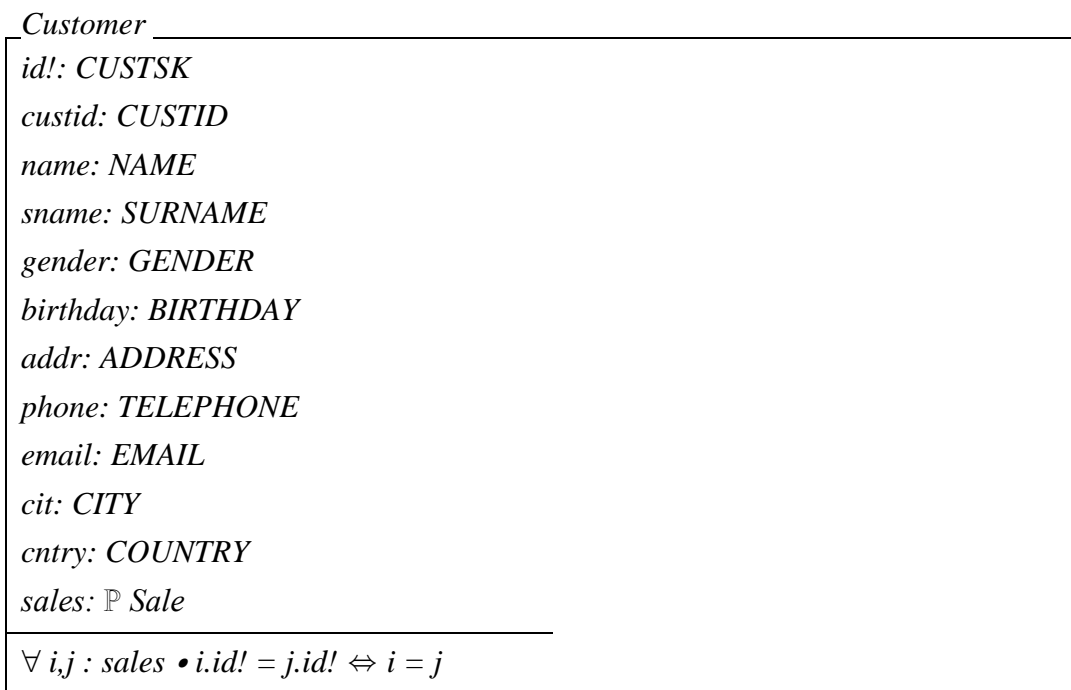 Customer
id!: CUSTSK
custid: CUSTID
name: NAME
sname: SURNAME
gender: GENDER
birthday: BIRTHDAY
addr: ADDRESS
phone: TELEPHONE
email: EMAIL
cit: CITY
cntry: COUNTRY
sales: ℙ Sale
∀ i,j : sales • i.id! = j.id! ⇔ i = j